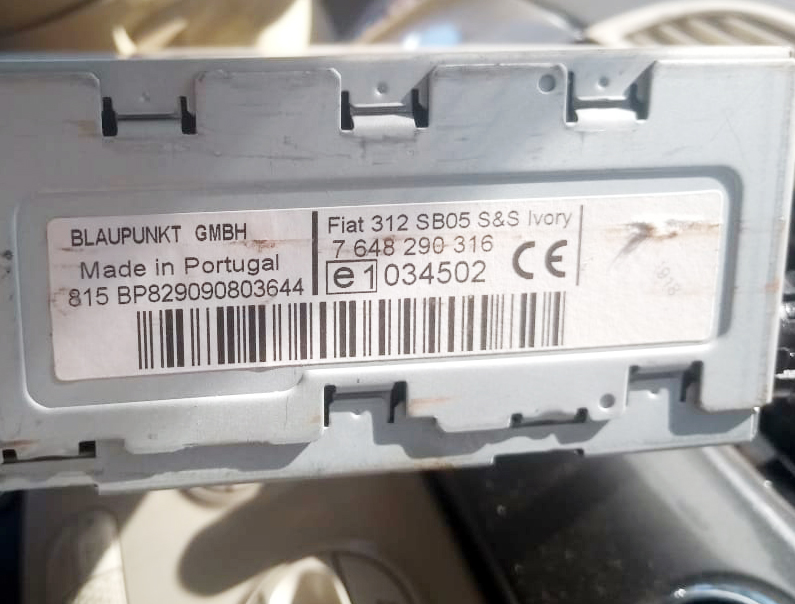 BLAUPUNKT GMBH
Made in Portugal
815 BP829090803644
Fiat 312 SB05 S&S Ivory
7 648 290 316
e1 034502 CE